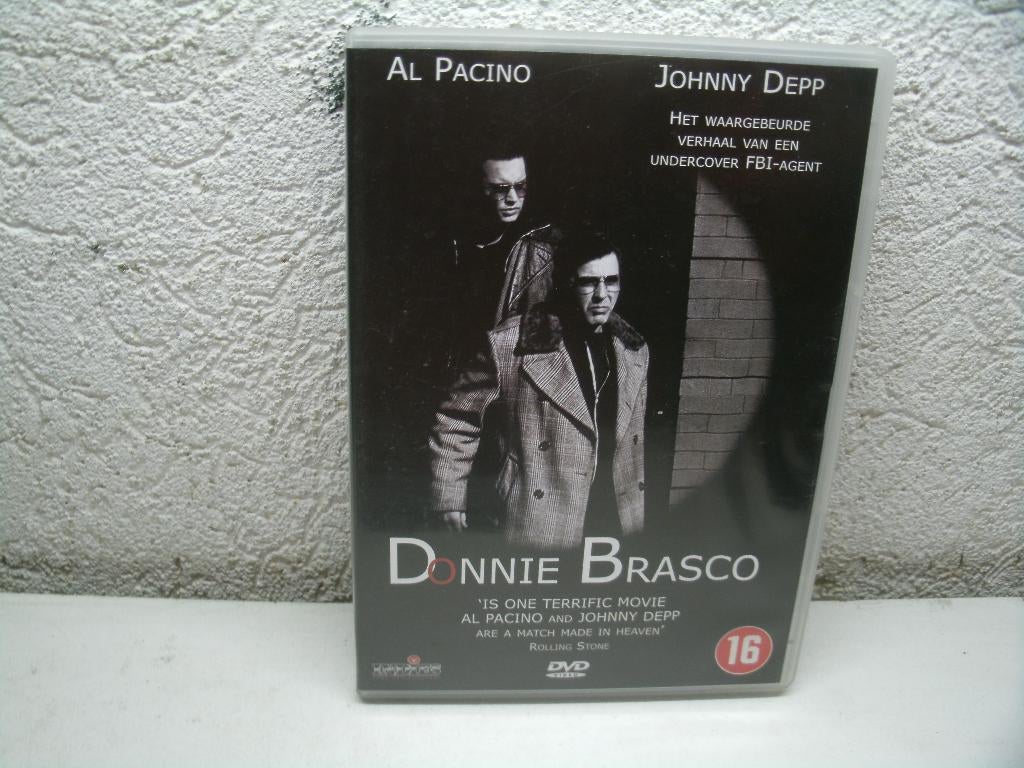 AL PACINO
JOHNNY DEPP
HET WAARGEBEURDE
VERHAAL VAN EEN
UNDERCOVER FBI-AGENT
DONNIE BRASCO
'IS ONE TERRIFIC MOVIE
AL PACINO AND JOHNNY DEPP
ARE A MATCH MADE IN HEAVEN'
ROLLING STONE
DVD
VIDEO
16